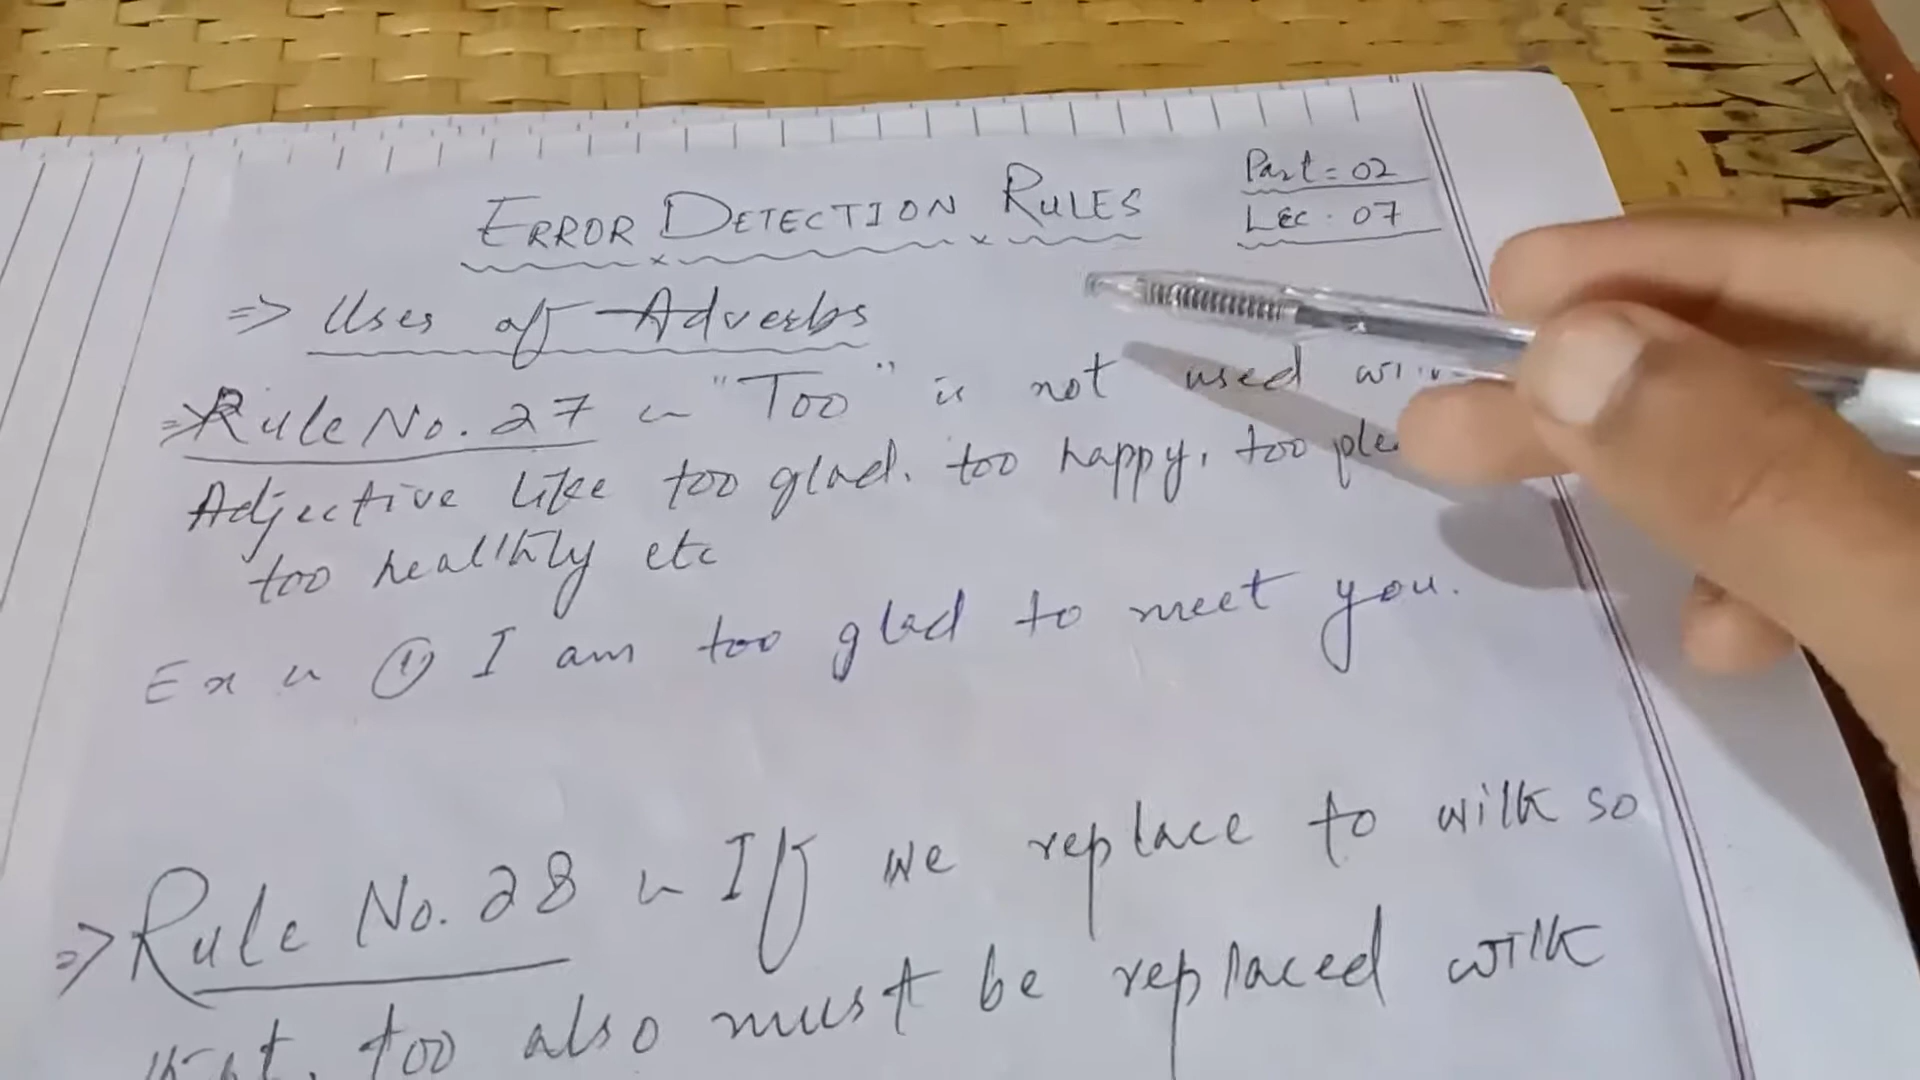 ERROR DETECTION RULES
Part = 02
Lec. 07
=> Uses of Adverbs
=> Rule No. 27 "Too" is not used
Adjective like too glad. too happy, too
too healthly etc
Ex ① I am too glad to meet you.
=> Rule No. 28 If we replace to with so
that, too also must be replaced with